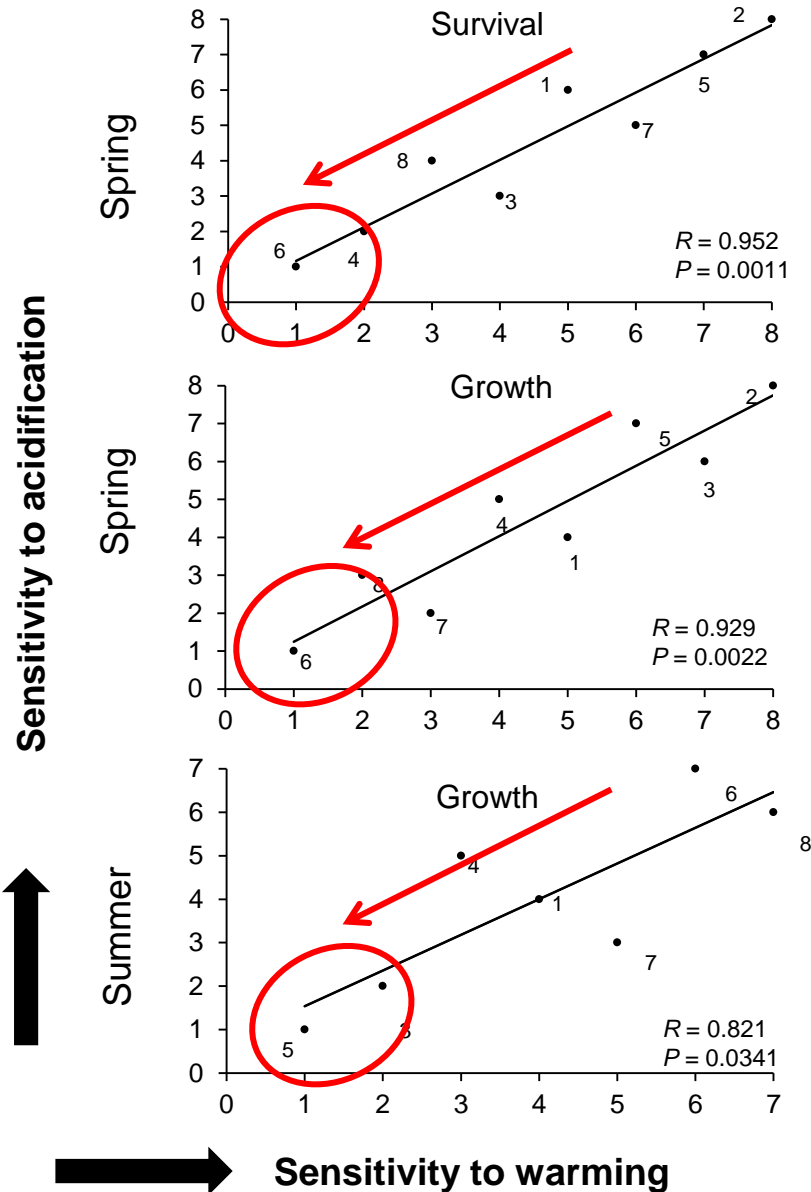 Survival
8
7
6
5
4
3
2
1
0
Spring
2
1
5
7
8
3
6
4
R = 0.952
P = 0.0011
0 1 2 3 4 5 6 7 8
Growth
8
7
6
5
4
3
2
1
0
Spring
2
5
3
4
1
8
7
6
R = 0.929
P = 0.0022
0 1 2 3 4 5 6 7 8
Growth
7
6
5
4
3
2
1
0
Summer
6
8
4
1
7
5
3
R = 0.821
P = 0.0341
0 1 2 3 4 5 6 7
Sensitivity to acidification
Sensitivity to warming